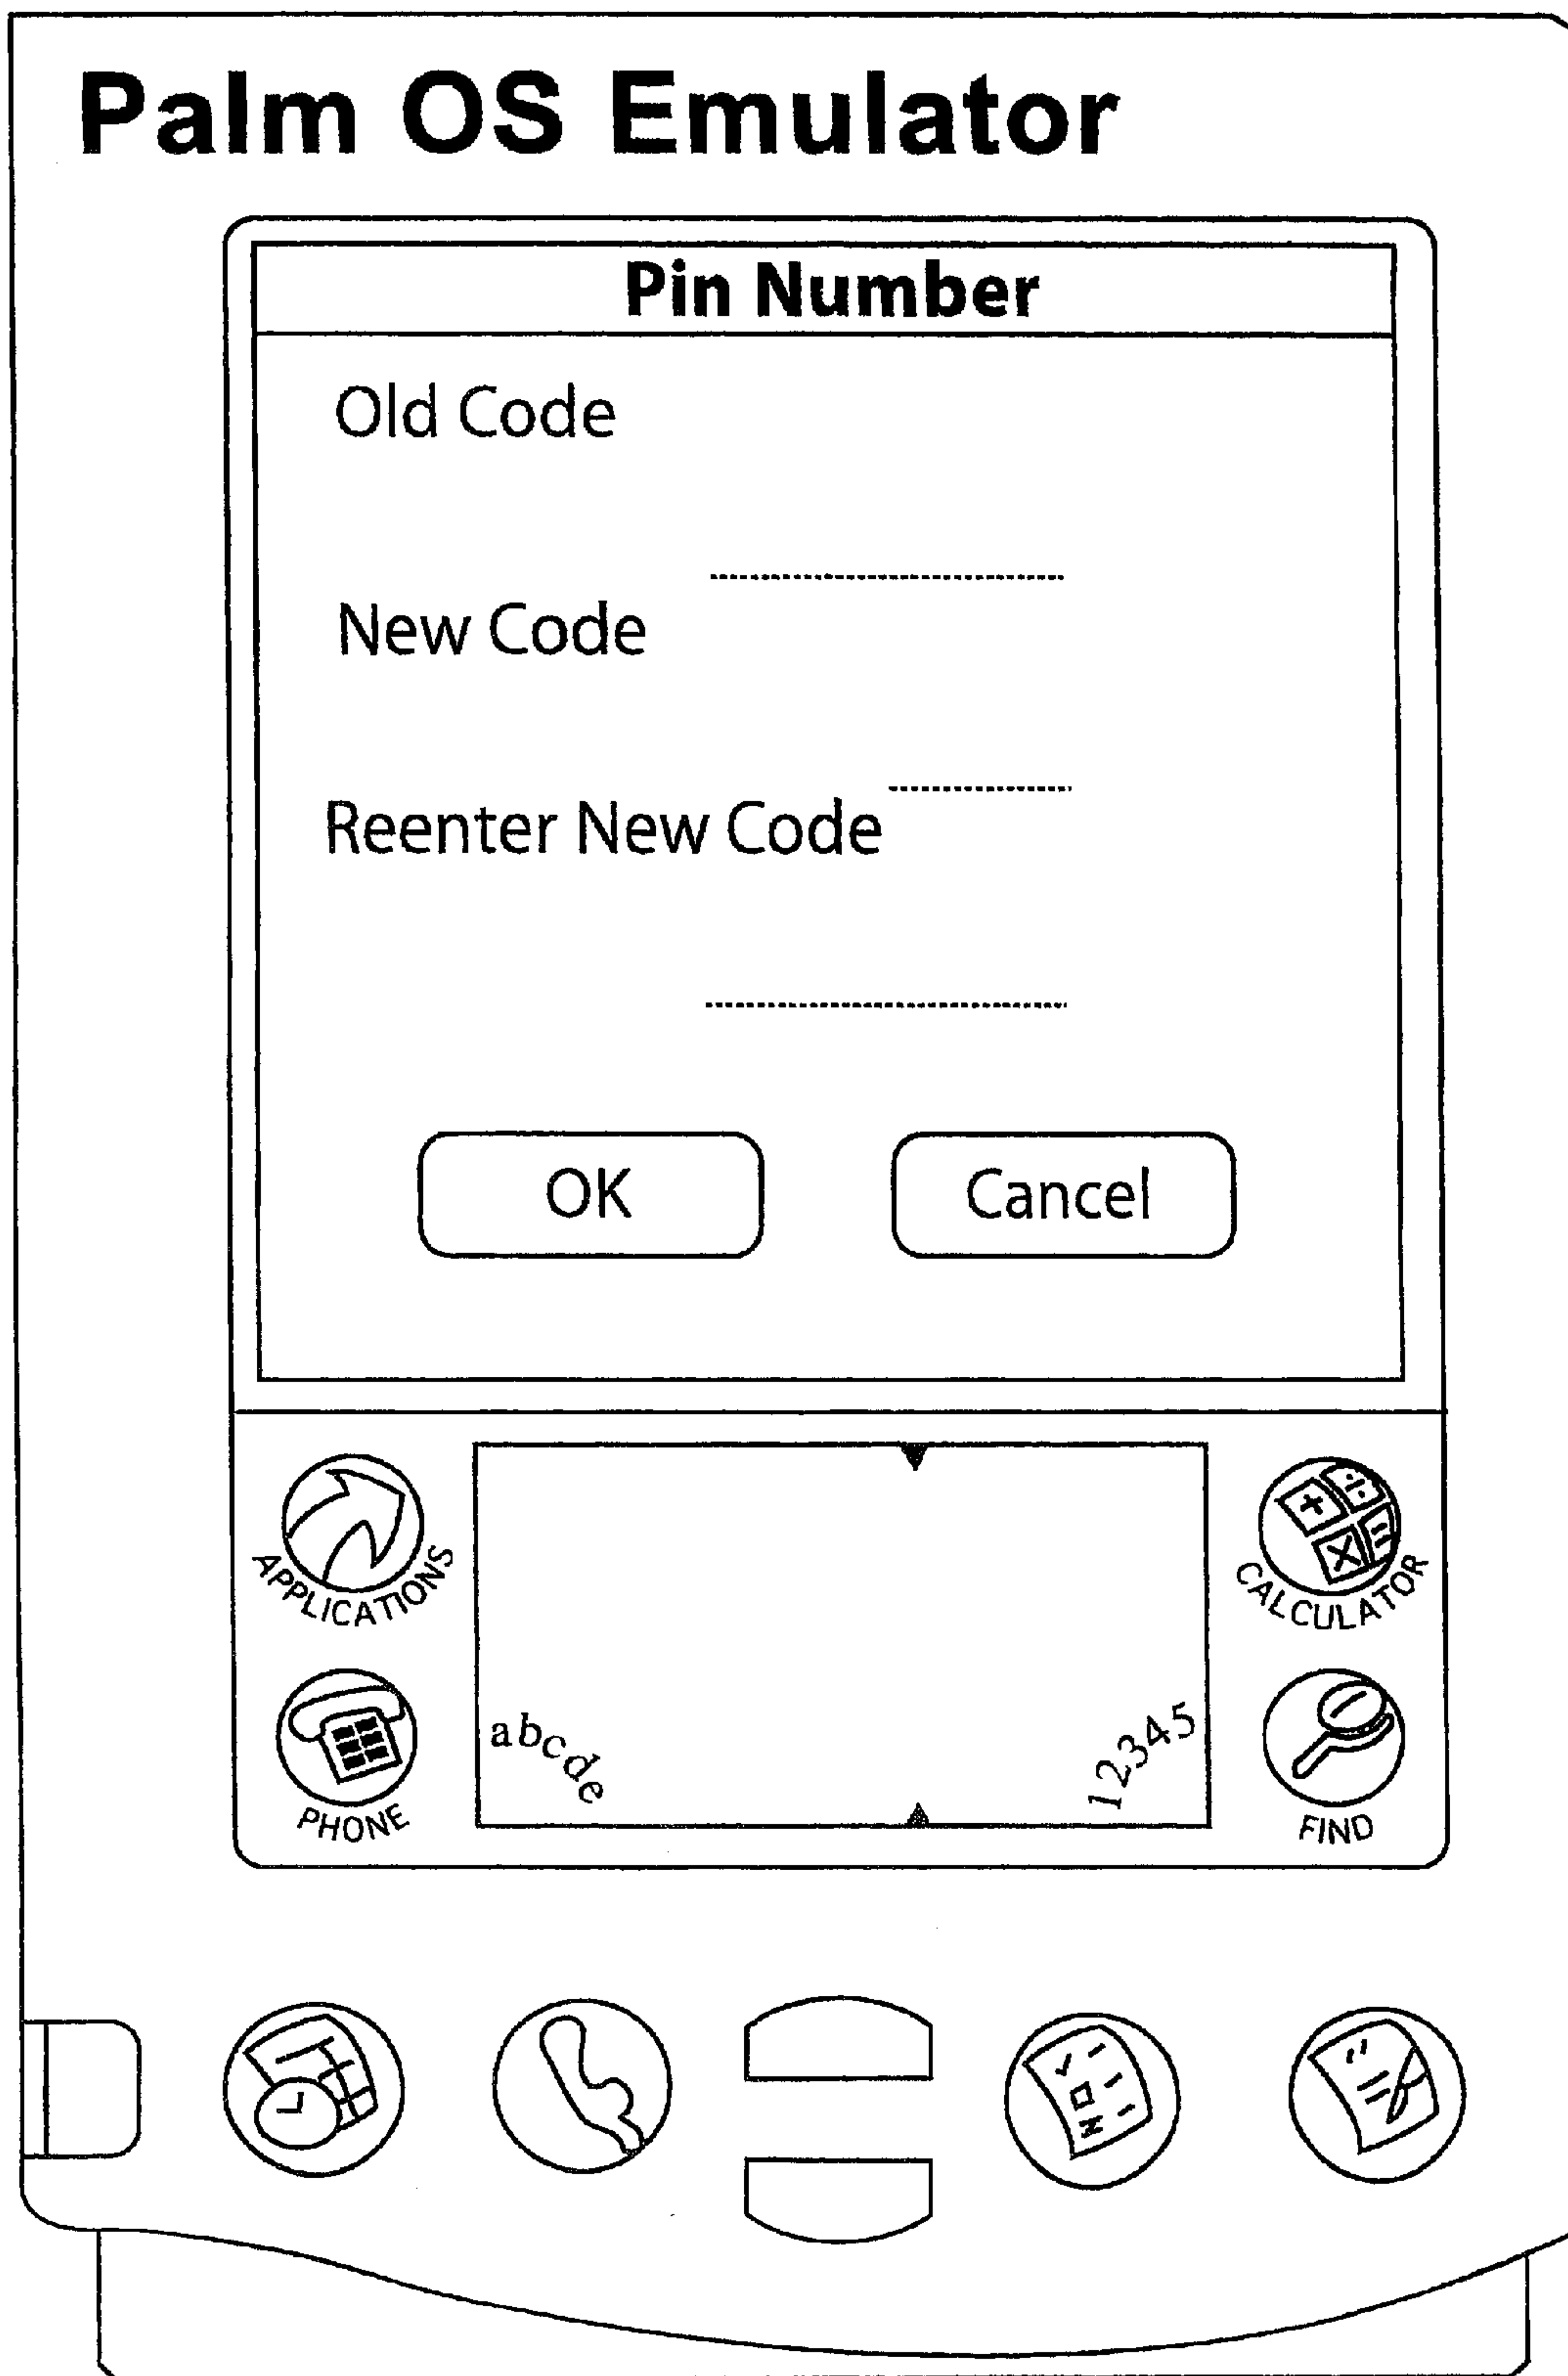 Palm OS Emulator
Pin Number
Old Code
New Code
Reenter New Code
OK
Cancel
APPLICATIONS
CALCULATOR
abcde
12345
PHONE
FIND